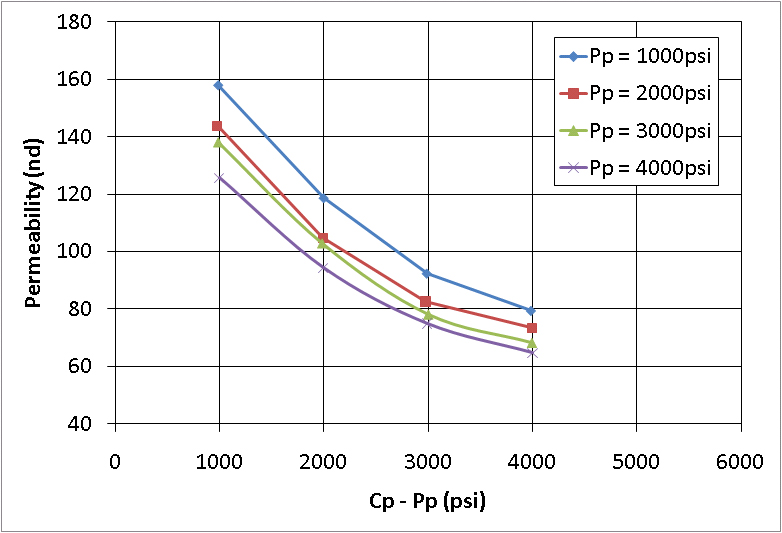 180
160
140
120
100
80
60
40
0 1000 2000 3000 4000 5000 6000
Permeability (nd)
Cp - Pp (psi)
Pp = 1000psi
Pp = 2000psi
Pp = 3000psi
Pp = 4000psi